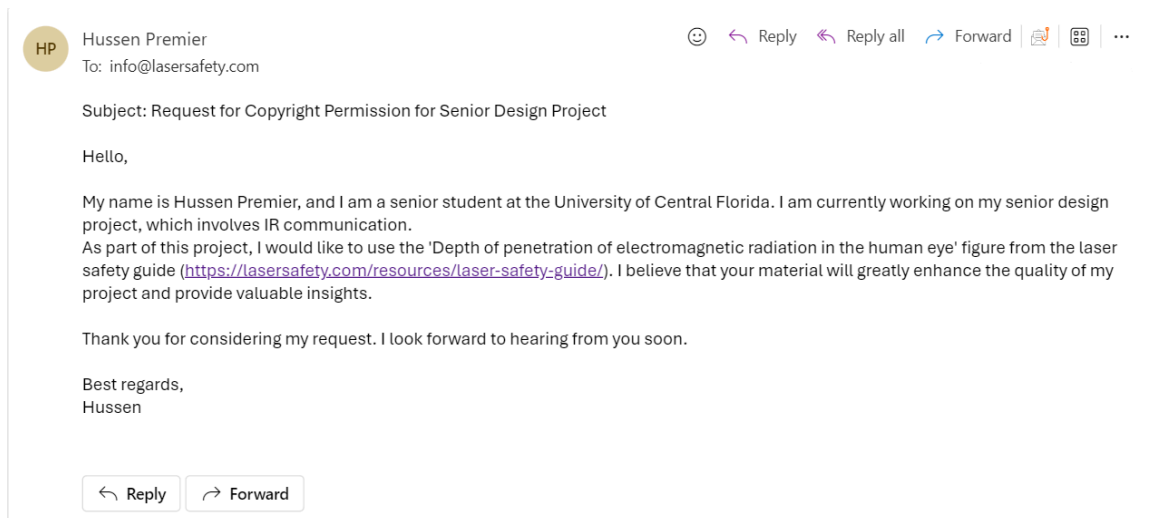 HP
Hussen Premier
Reply
Reply all
Forward
To: info@lasersafety.com
Subject: Request for Copyright Permission for Senior Design Project
Hello,
My name is Hussen Premier, and I am a senior student at the University of Central Florida. I am currently working on my senior design
project, which involves IR communication.
As part of this project, I would like to use the 'Depth of penetration of electromagnetic radiation in the human eye' figure from the laser
safety guide (https://lasersafety.com/resources/laser-safety-guide/). I believe that your material will greatly enhance the quality of my
project and provide valuable insights.
Thank you for considering my request. I look forward to hearing from you soon.
Best regards,
Hussen
Reply
Forward